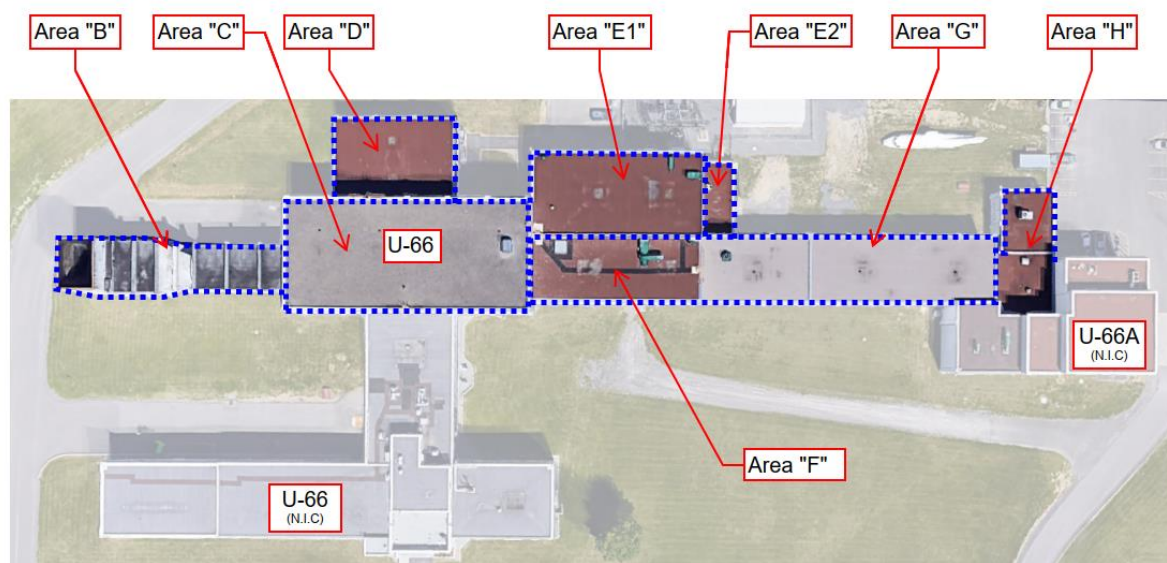 Area "B"
Area "C"
Area "D"
Area "E1"
Area "E2"
Area "G"
Area "H"
U-66
U-66A
(N.I.C)
Area "F"
U-66
(N.I.C)